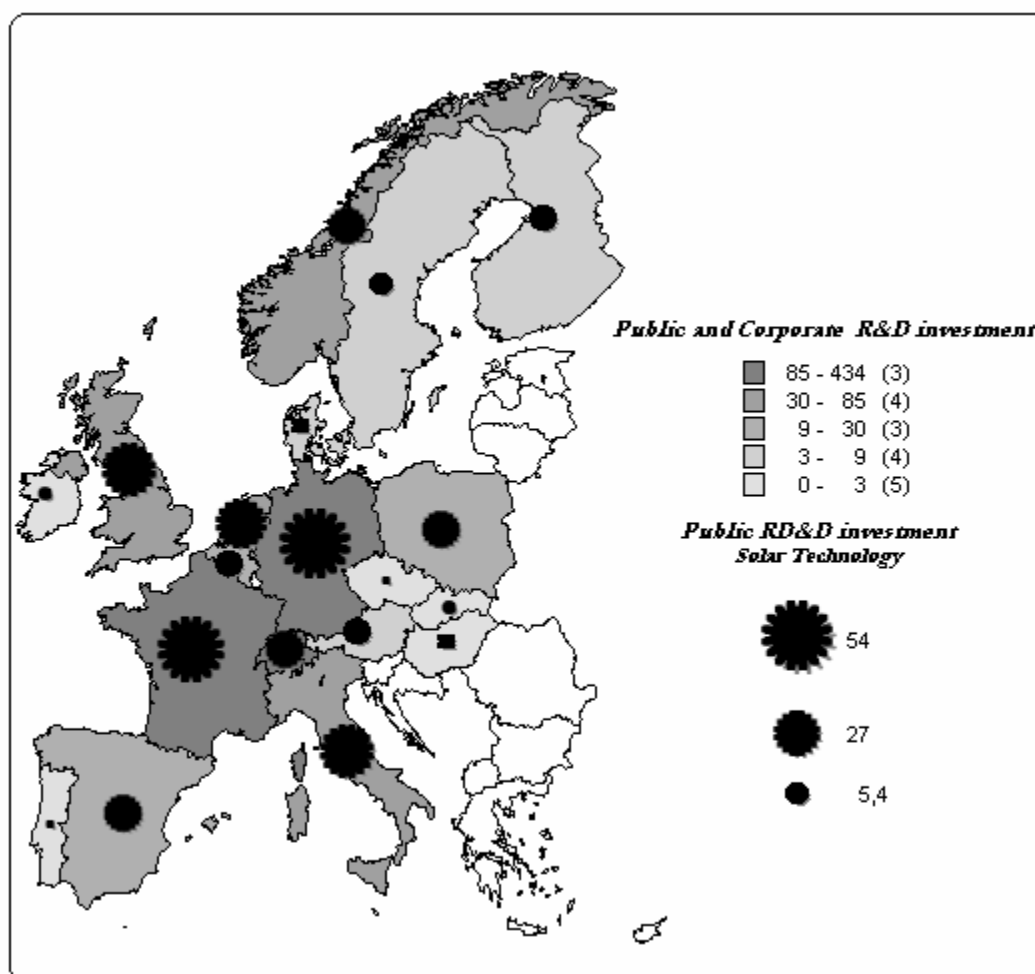 Public and Corporate R&D investment
85 - 434 (3)
30 - 85 (4)
9 - 30 (3)
3 - 9 (4)
0 - 3 (5)
Public RD&D investment
Solar Technology
54
27
5,4